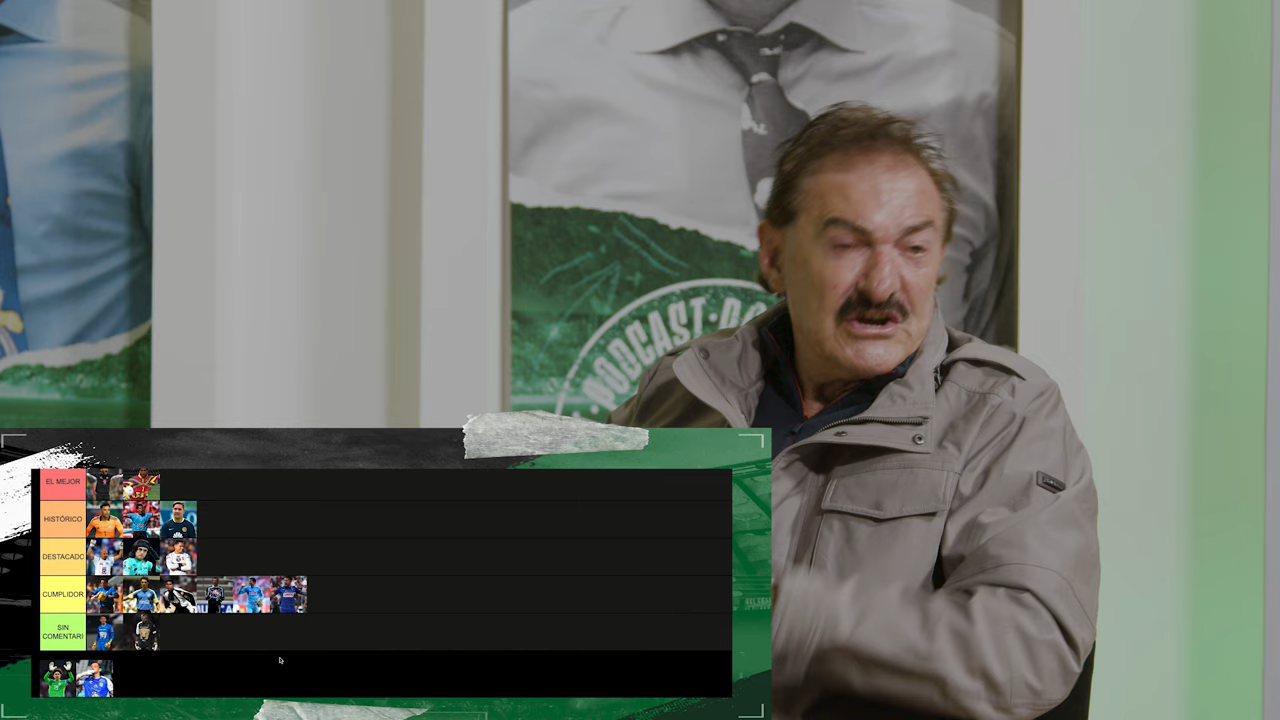 PODCAST
EL MEJOR
HISTÓRICO
DESTACADO
CUMPLIDOR
SIN
COMENTARI